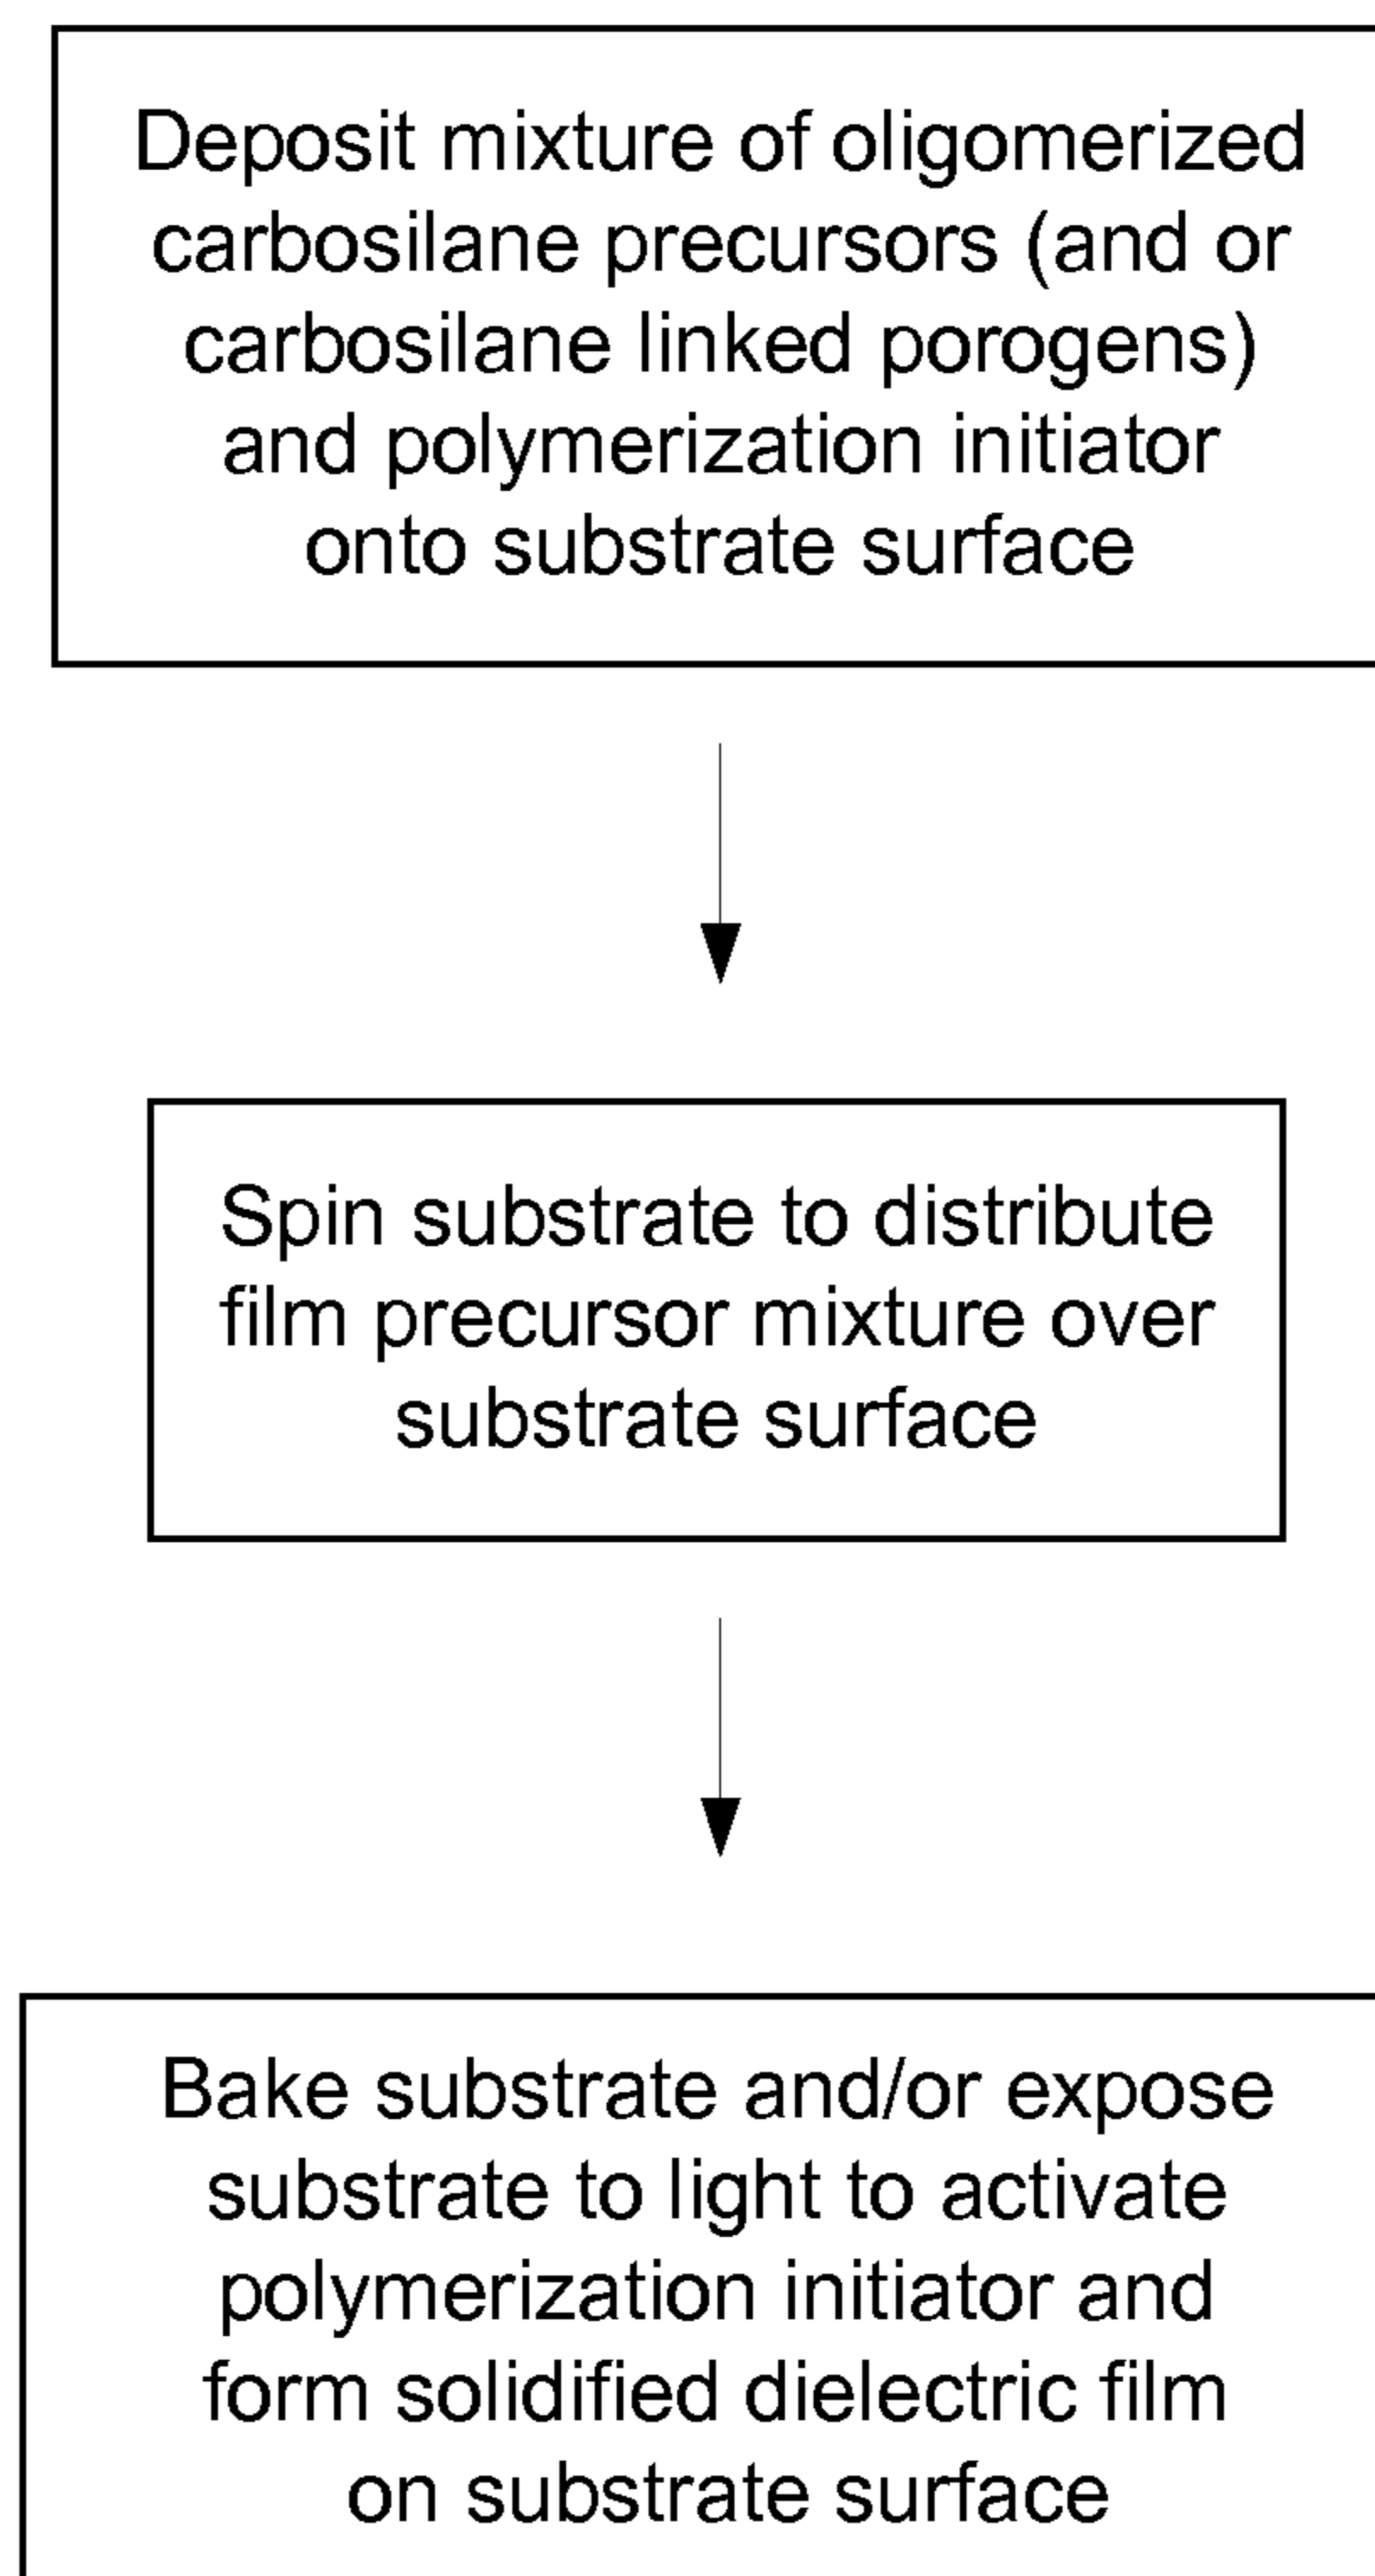 Deposit mixture of oligomerized
carbosilane precursors (and or
carbosilane linked porogens)
and polymerization initiator
onto substrate surface
Spin substrate to distribute
film precursor mixture over
substrate surface
Bake substrate and/or expose
substrate to light to activate
polymerization initiator and
form solidified dielectric film
on substrate surface